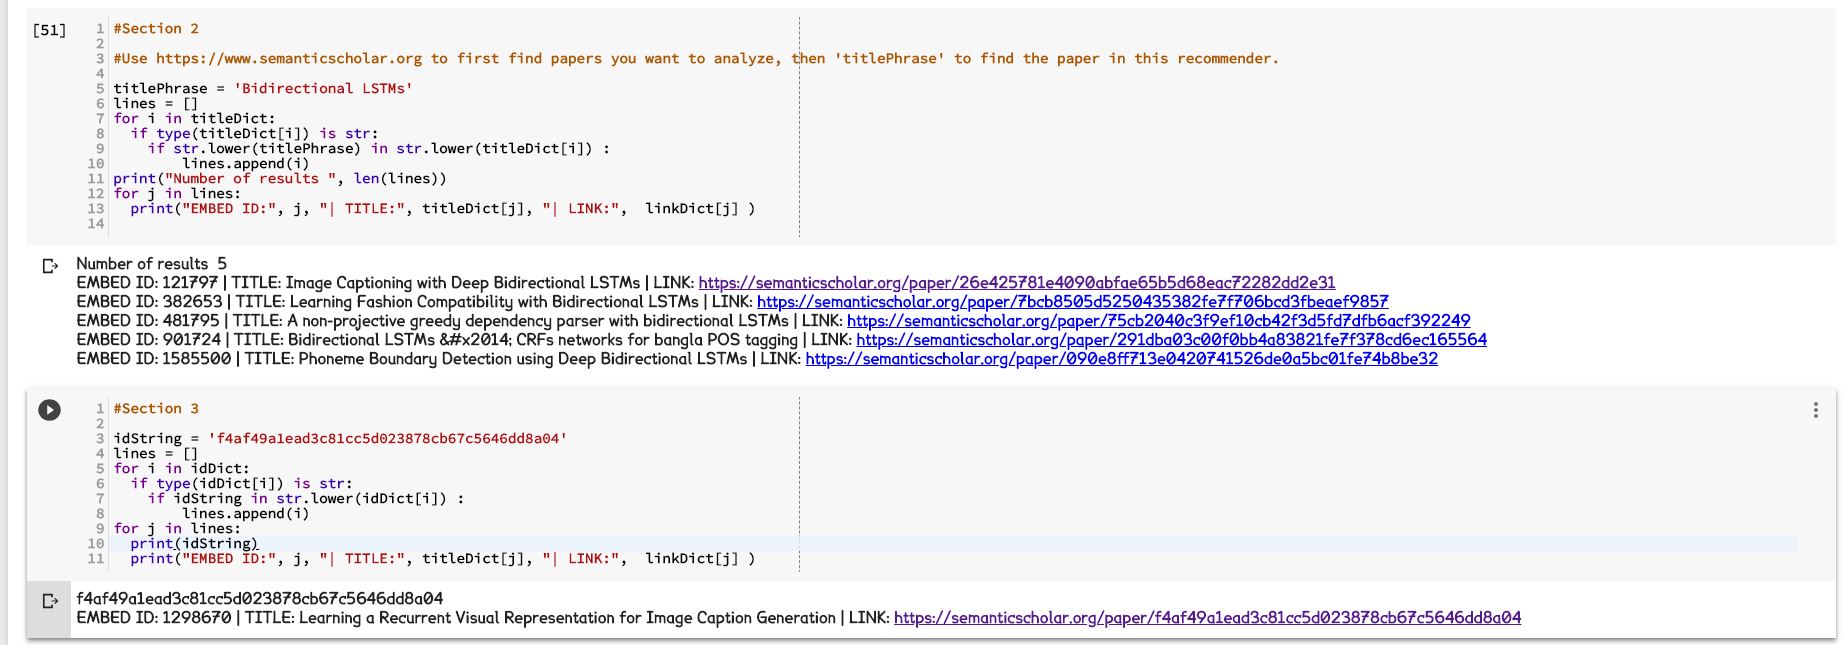 [51]
1 #Section 2
2
3 #Use https://www.semanticscholar.org to first find papers you want to analyze, then 'titlePhrase' to find the paper in this recommender.
4
5 titlePhrase = 'Bidirectional LSTMs'
6 lines = []
7 for i in titleDict:
8   if type(titleDict[i]) is str:
9     if str.lower(titlePhrase) in str.lower(titleDict[i]) :
10         lines.append(i)
11 print("Number of results ", len(lines))
12 for j in lines:
13   print("EMBED ID:", j, "| TITLE:", titleDict[j], "| LINK:",  linkDict[j] )
14
Number of results  5
EMBED ID: 121797 | TITLE: Image Captioning with Deep Bidirectional LSTMs | LINK: https://semanticscholar.org/paper/26e425781e4090abfae65b5d68eac72282dd2e31
EMBED ID: 382653 | TITLE: Learning Fashion Compatibility with Bidirectional LSTMs | LINK: https://semanticscholar.org/paper/7bcb8505d5250435382fe7f706bcd3fbeaef9857
EMBED ID: 481795 | TITLE: A non-projective greedy dependency parser with bidirectional LSTMs | LINK: https://semanticscholar.org/paper/75cb2040c3f9ef10cb42f3d5fd7dfb6acf392249
EMBED ID: 901724 | TITLE: Bidirectional LSTMs &#x2014; CRFs networks for bangla POS tagging | LINK: https://semanticscholar.org/paper/291dba03c00f0bb4a83821fe7f378cd6ec165564
EMBED ID: 1585500 | TITLE: Phoneme Boundary Detection using Deep Bidirectional LSTMs | LINK: https://semanticscholar.org/paper/090e8ff713e0420741526de0a5bc01fe74b8be32
1 #Section 3
2
3 idString = 'f4af49a1ead3c81cc5d023878cb67c5646dd8a04'
4 lines = []
5 for i in idDict:
6   if type(idDict[i]) is str:
7     if idString in str.lower(idDict[i]) :
8         lines.append(i)
9 for j in lines:
10   print(idString)
11   print("EMBED ID:", j, "| TITLE:", titleDict[j], "| LINK:",  linkDict[j] )
f4af49a1ead3c81cc5d023878cb67c5646dd8a04
EMBED ID: 1298670 | TITLE: Learning a Recurrent Visual Representation for Image Caption Generation | LINK: https://semanticscholar.org/paper/f4af49a1ead3c81cc5d023878cb67c5646dd8a04